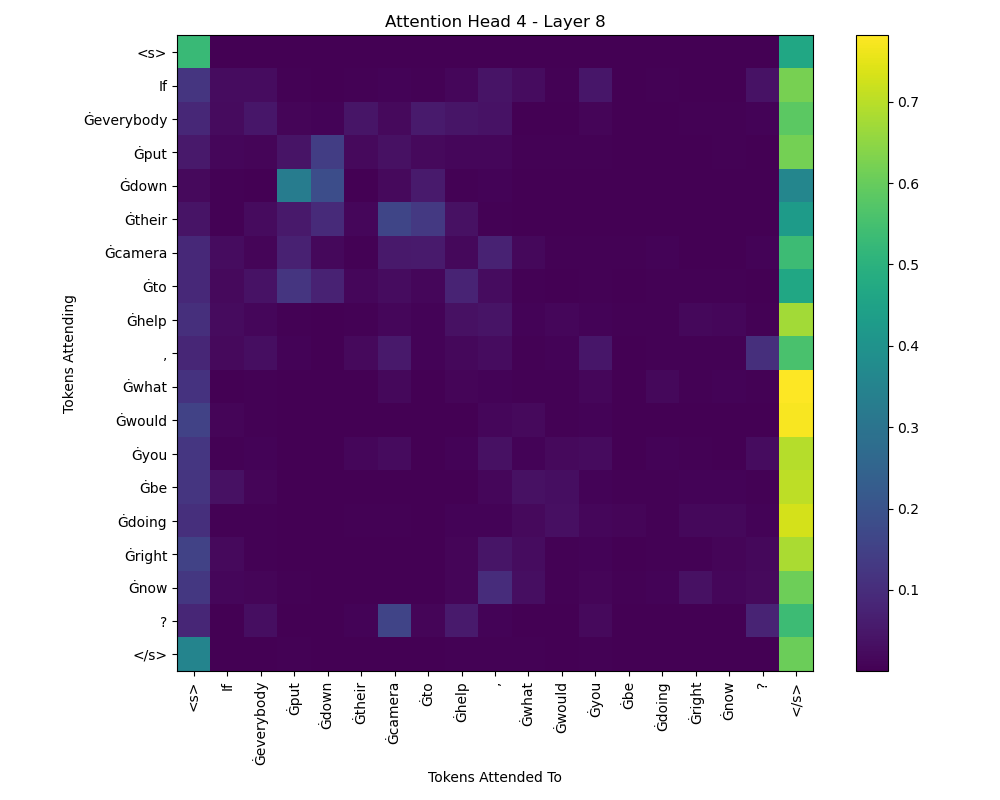 Attention Head 4 - Layer 8
Tokens Attending
<s>
If
Ġeverybody
Ġput
Ġdown
Ġtheir
Ġcamera
Ġto
Ġhelp
,
Ġwhat
Ġwould
Ġyou
Ġbe
Ġdoing
Ġright
Ġnow
?
</s>
<s>
If
Ġeverybody
Ġput
Ġdown
Ġtheir
Ġcamera
Ġto
Ġhelp
,
Ġwhat
Ġwould
Ġyou
Ġbe
Ġdoing
Ġright
Ġnow
?
</s>
Tokens Attended To
0.7
0.6
0.5
0.4
0.3
0.2
0.1